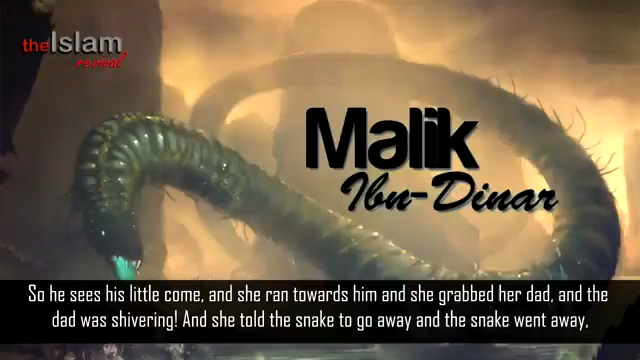 theIslam
revival
Malik
Ibn-Dinar
So he sees his little come, and she ran towards him and she grabbed her dad, and the
dad was shivering! And she told the snake to go away and the snake went away,